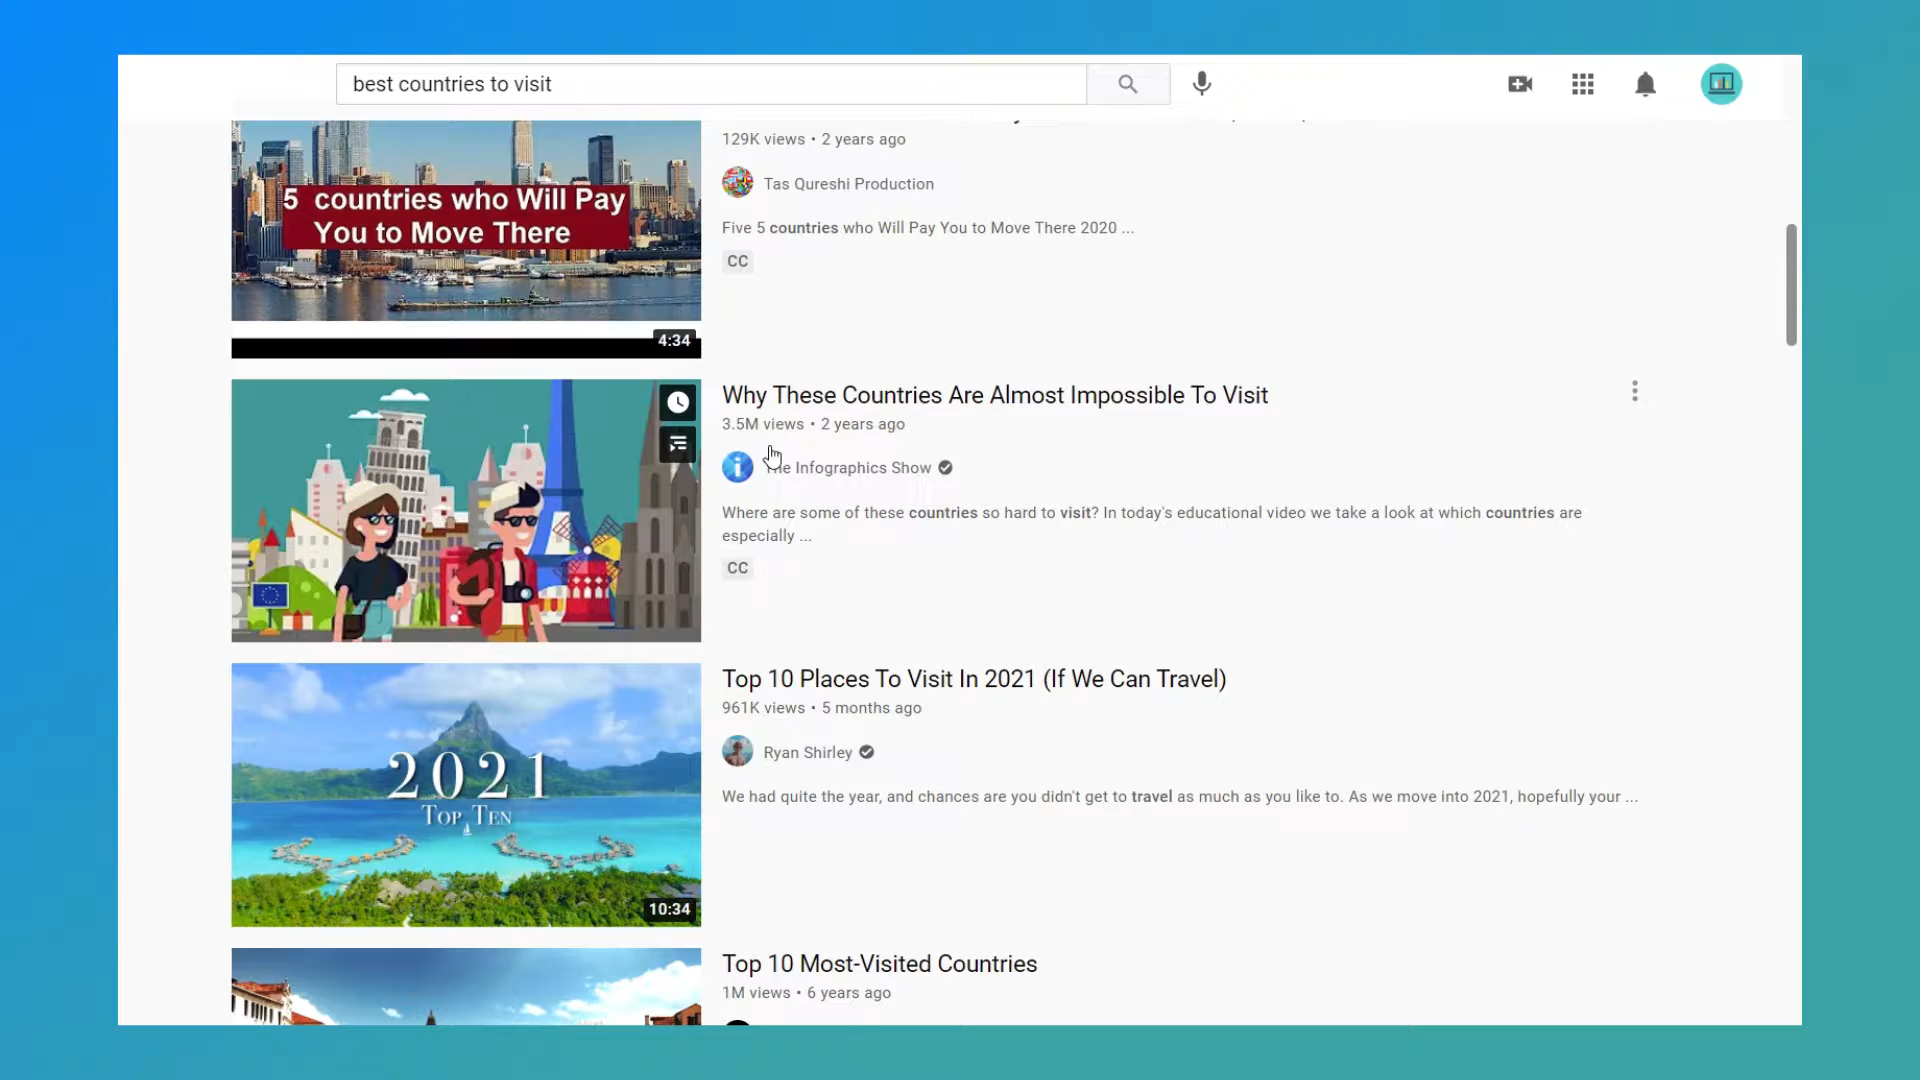 best countries to visit
129K views • 2 years ago
5 countries who Will Pay
You to Move There
Tas Qureshi Production
Five 5 countries who Will Pay You to Move There 2020 ...
CC
4:34
Why These Countries Are Almost Impossible To Visit
3.5M views • 2 years ago
Infographics Show
Where are some of these countries so hard to visit? In today's educational video we take a look at which countries are
especially ...
CC
Top 10 Places To Visit In 2021 (If We Can Travel)
961K views • 5 months ago
2021
TOP TEN
Ryan Shirley
We had quite the year, and chances are you didn't get to travel as much as you like to. As we move into 2021, hopefully your ...
10:34
Top 10 Most-Visited Countries
1M views • 6 years ago